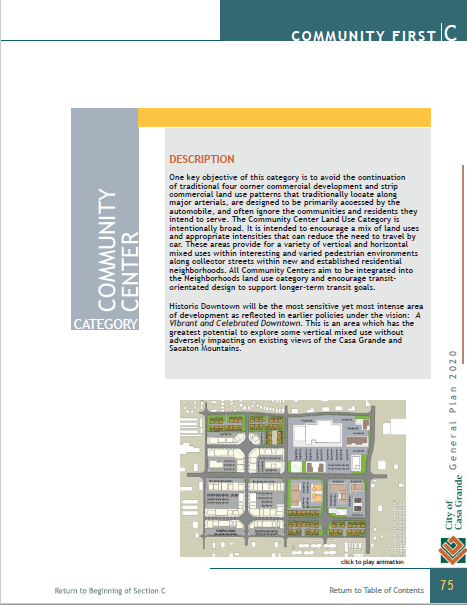 COMMUNITY FIRST C
COMMUNITY
CENTER
CATEGORY
DESCRIPTION
One key objective of this category is to avoid the continuation
of traditional four corner commercial development and strip
commercial land use patterns that traditionally locate along
major arterials, are designed to be primarily accessed by the
automobile, and often ignore the communities and residents they
intend to serve. The Community Center Land Use Category is
intentionally broad. It is intended to encourage a mix of land uses
and appropriate intensities that can reduce the need to travel by
car. These areas provide for a variety of vertical and horizontal
mixed uses within interesting and varied pedestrian environments
along collector streets within new and established residential
neighborhoods. All Community Centers aim to be integrated into
the Neighborhoods land use category and encourage transit-
orientated design to support longer-term transit goals.
Historic Downtown will be the most sensitive yet most intense area
of development as reflected in earlier policies under the vision: A
Vibrant and Celebrated Downtown. This is an area which has the
greatest potential to explore some vertical mixed use without
adversely impacting on existing views of the Casa Grande and
Sacaton Mountains.
click to play animation
City of
Casa Grande General Plan 2020
Return to Beginning of Section C
Return to Table of Contents
75